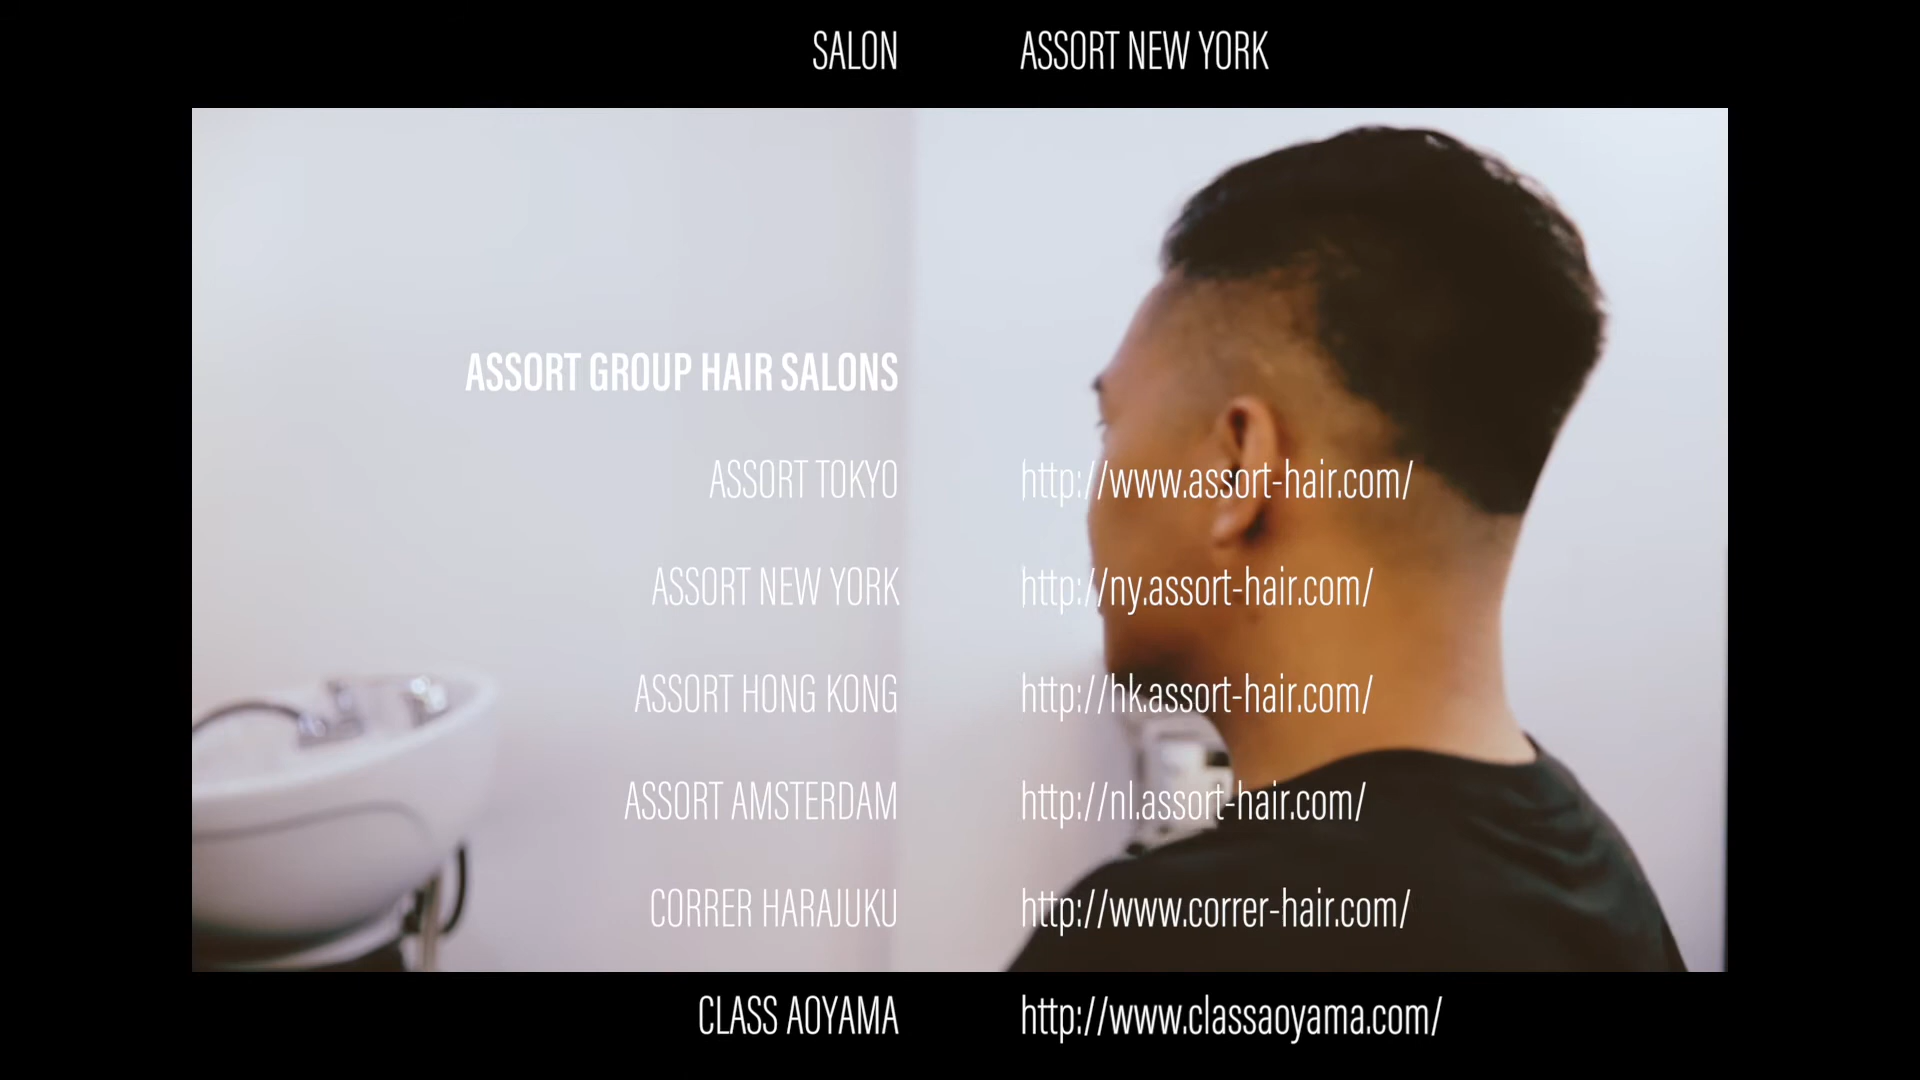 SALON ASSORT NEW YORK
ASSORT GROUP HAIR SALONS
ASSORT TOKYO http://www.assort-hair.com/
ASSORT NEW YORK http://ny.assort-hair.com/
ASSORT HONG KONG http://hk.assort-hair.com/
ASSORT AMSTERDAM http://nl.assort-hair.com/
CORRER HARAJUKU http://www.correr-hair.com/
CLASS AOYAMA http://www.classaoyama.com/